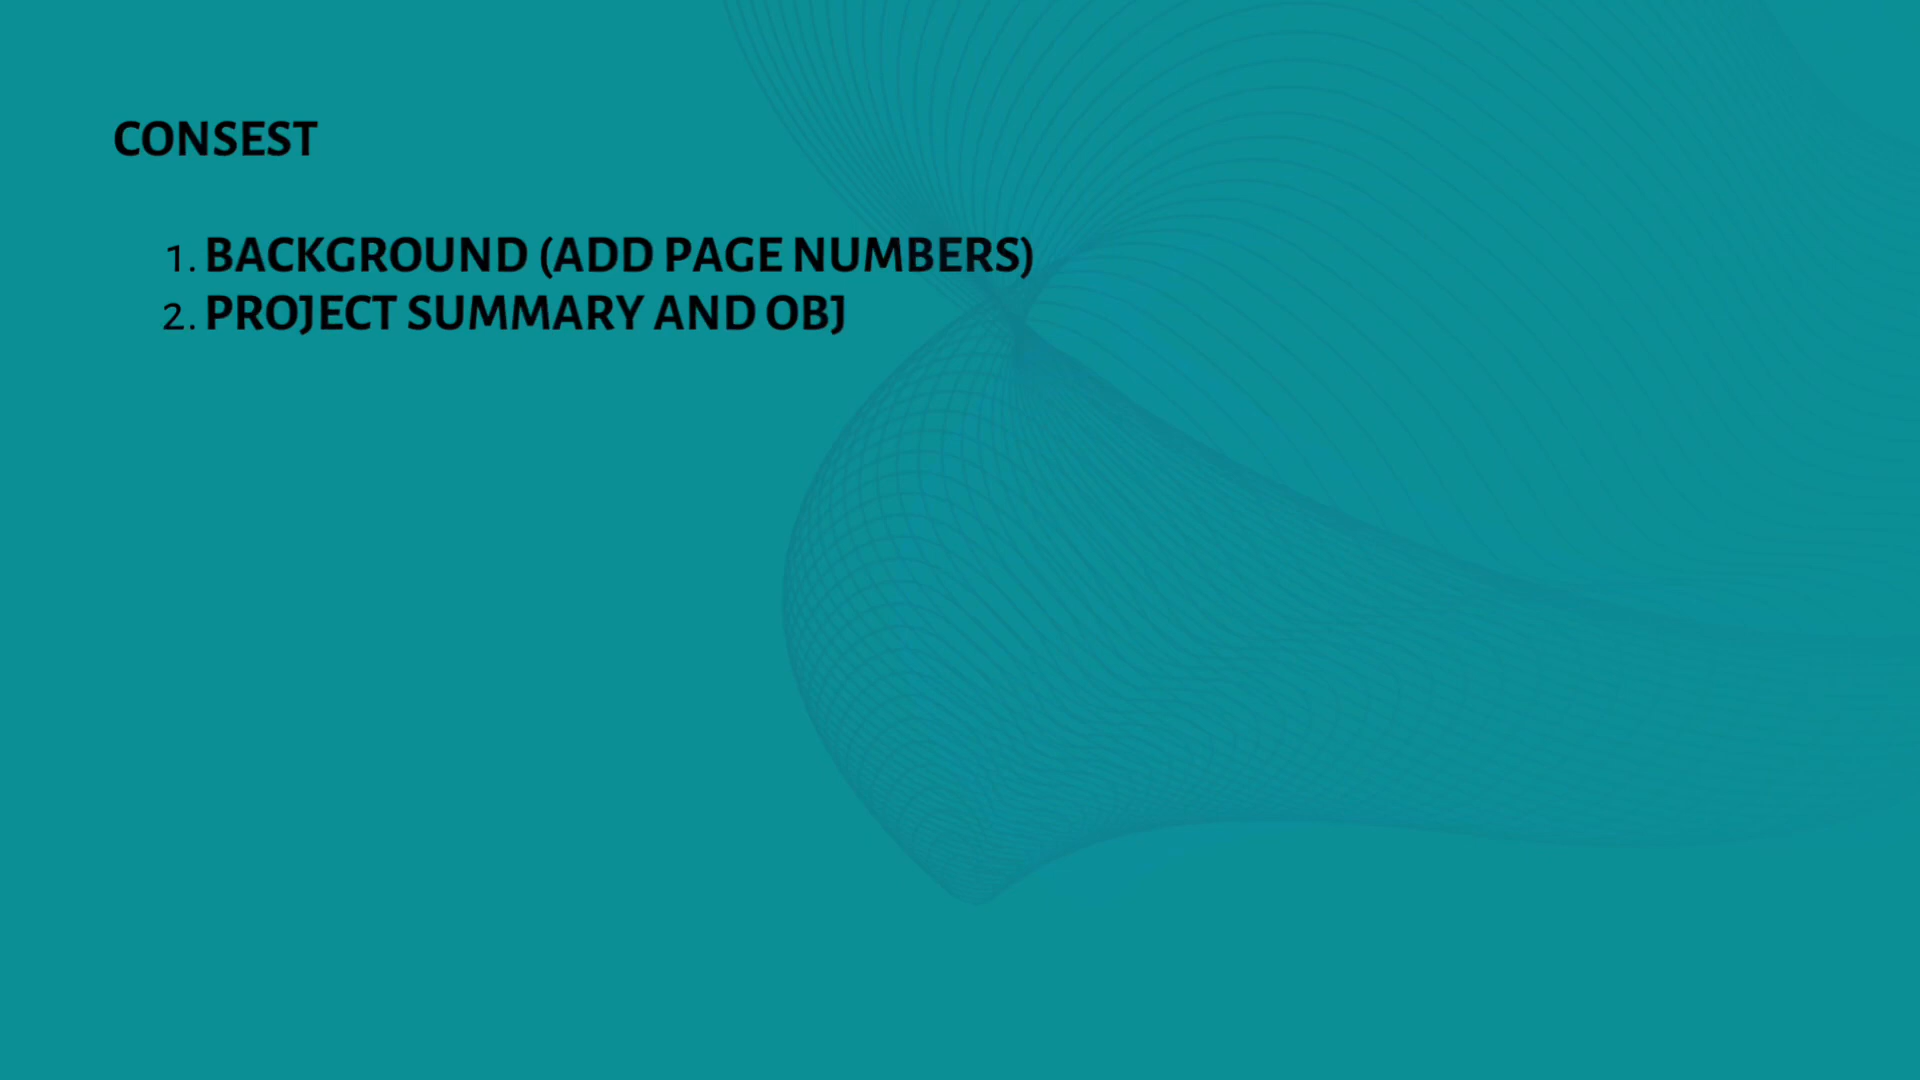 CONSEST
1. BACKGROUND (ADD PAGE NUMBERS)
2. PROJECT SUMMARY AND OBJ